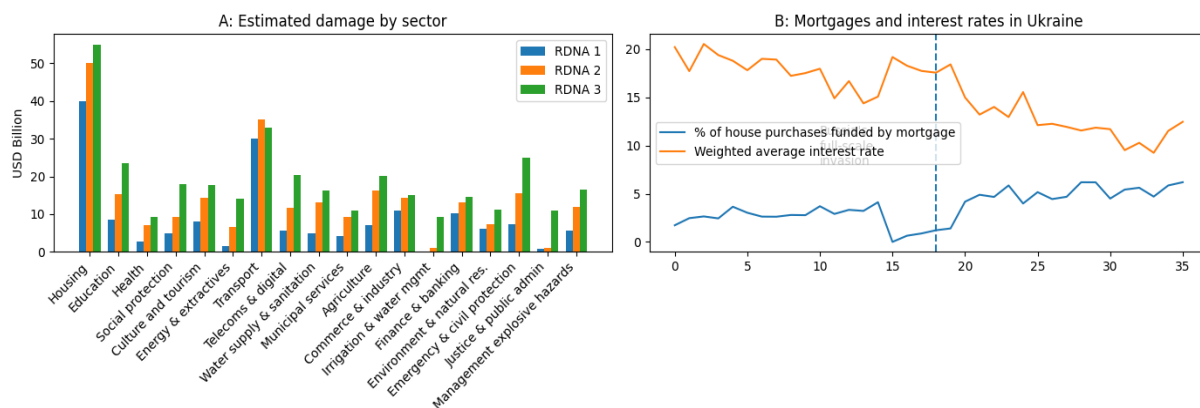 A: Estimated damage by sector
USD Billion
50
40
30
20
10
0
RDNA 1
RDNA 2
RDNA 3
Housing
Education
Health
Social protection
Culture and tourism
Energy & extractives
Transport
Telecoms & digital
Water supply & sanitation
Municipal services
Agriculture
Commerce & industry
Irrigation & water mgmt
Finance & banking
Environment & natural res.
Emergency & civil protection
Justice & public admin
Management explosive hazards
B: Mortgages and interest rates in Ukraine
20
15
10
5
0
% of house purchases funded by mortgage
Weighted average interest rate
full-scale
invasion
0
5
10
15
20
25
30
35